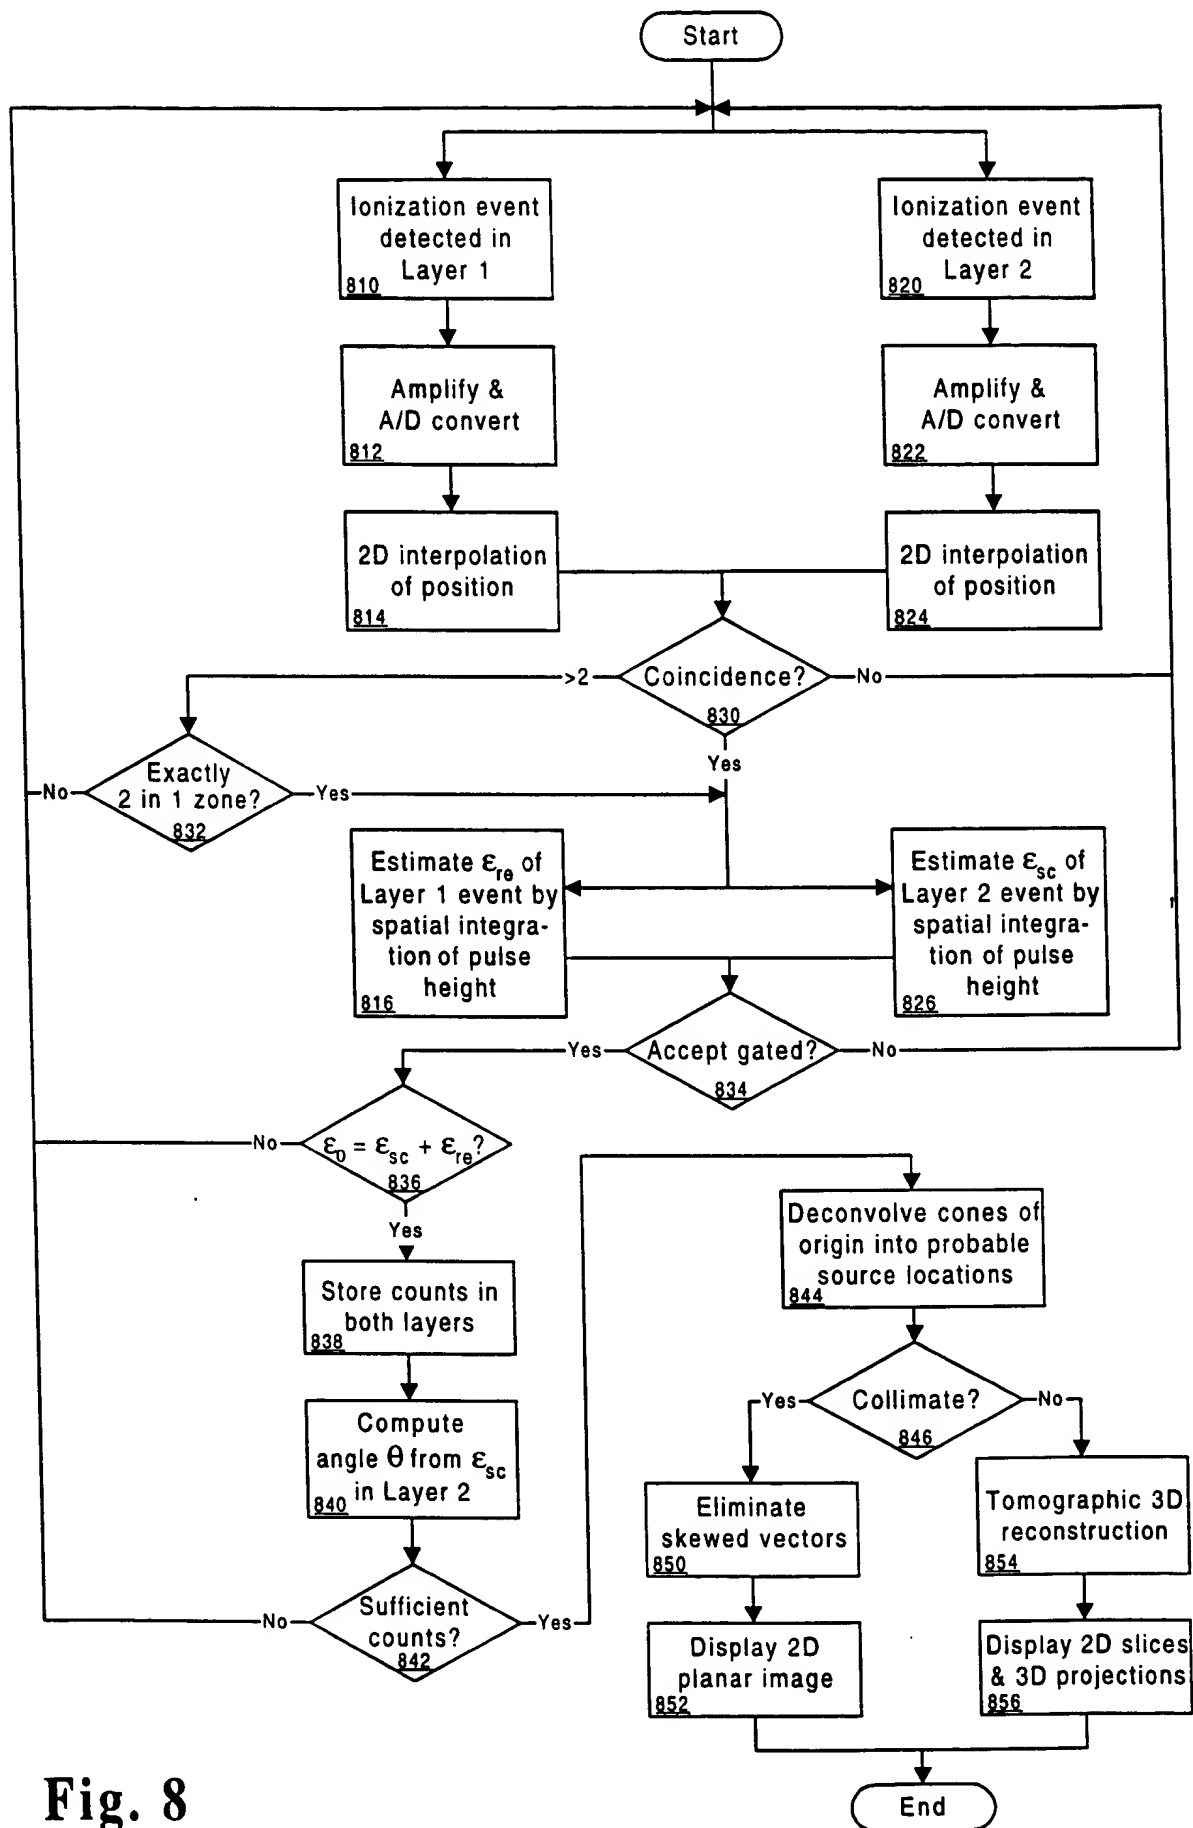 Start
Ionization event
detected in
Layer 1
810
Ionization event
detected in
Layer 2
820
Amplify &
A/D convert
812
Amplify &
A/D convert
822
2D interpolation
of position
814
2D interpolation
of position
824
>2
Coincidence?
No
830
Yes
No
Exactly
2 in 1 zone?
832
Yes
Estimate εre of
Layer 1 event by
spatial integra-
tion of pulse
height
816
Estimate εsc of
Layer 2 event by
spatial integra-
tion of pulse
height
826
Yes
Accept gated?
No
834
No
ε0 = εsc + εre?
836
Yes
Store counts in
both layers
838
Compute
angle θ from εsc
in Layer 2
840
No
Sufficient
counts?
842
Yes
Deconvolve cones of
origin into probable
source locations
844
Yes
Collimate?
No
846
Eliminate
skewed vectors
850
Tomographic 3D
reconstruction
854
Display 2D
planar image
852
Display 2D slices
& 3D projections
856
End
Fig. 8